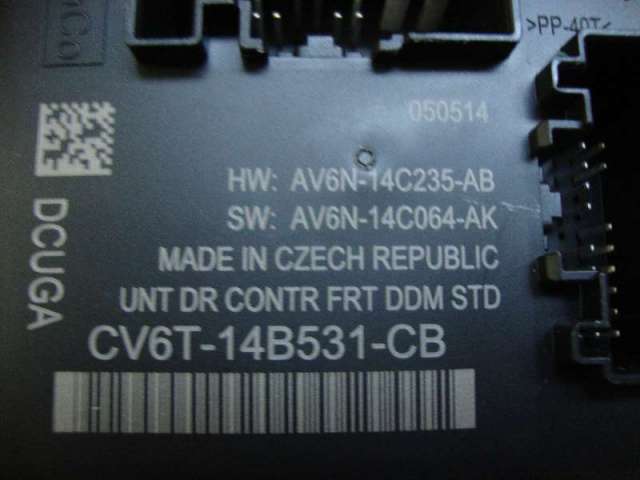 >PP-40T<
050514
HW: AV6N-14C235-AB
SW: AV6N-14C064-AK
MADE IN CZECH REPUBLIC
UNT DR CONTR FRT DDM STD
CV6T-14B531-CB
DCUGA